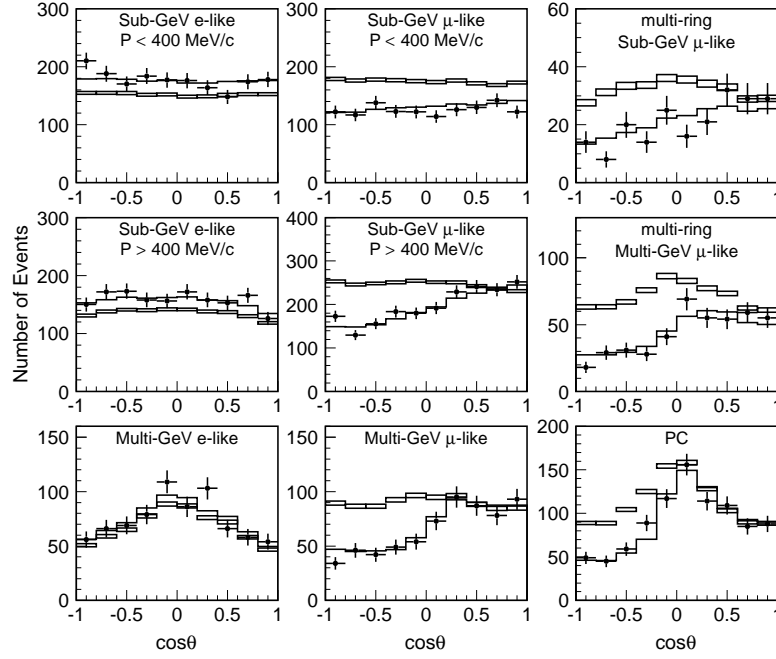 Sub-GeV e-like
P < 400 MeV/c
300
200
100
0
-1 -0.5 0 0.5 1
Sub-GeV μ-like
P < 400 MeV/c
300
200
100
0
-1 -0.5 0 0.5 1
multi-ring
Sub-GeV μ-like
60
40
20
0
-1 -0.5 0 0.5 1
Number of Events
Sub-GeV e-like
P > 400 MeV/c
300
200
100
0
-1 -0.5 0 0.5 1
Sub-GeV μ-like
P > 400 MeV/c
400
300
200
100
0
-1 -0.5 0 0.5 1
multi-ring
Multi-GeV μ-like
100
50
0
-1 -0.5 0 0.5 1
Multi-GeV e-like
150
100
50
0
-1 -0.5 0 0.5 1
cosθ
Multi-GeV μ-like
150
100
50
0
-1 -0.5 0 0.5 1
cosθ
PC
200
150
100
50
0
-1 -0.5 0 0.5 1
cosθ